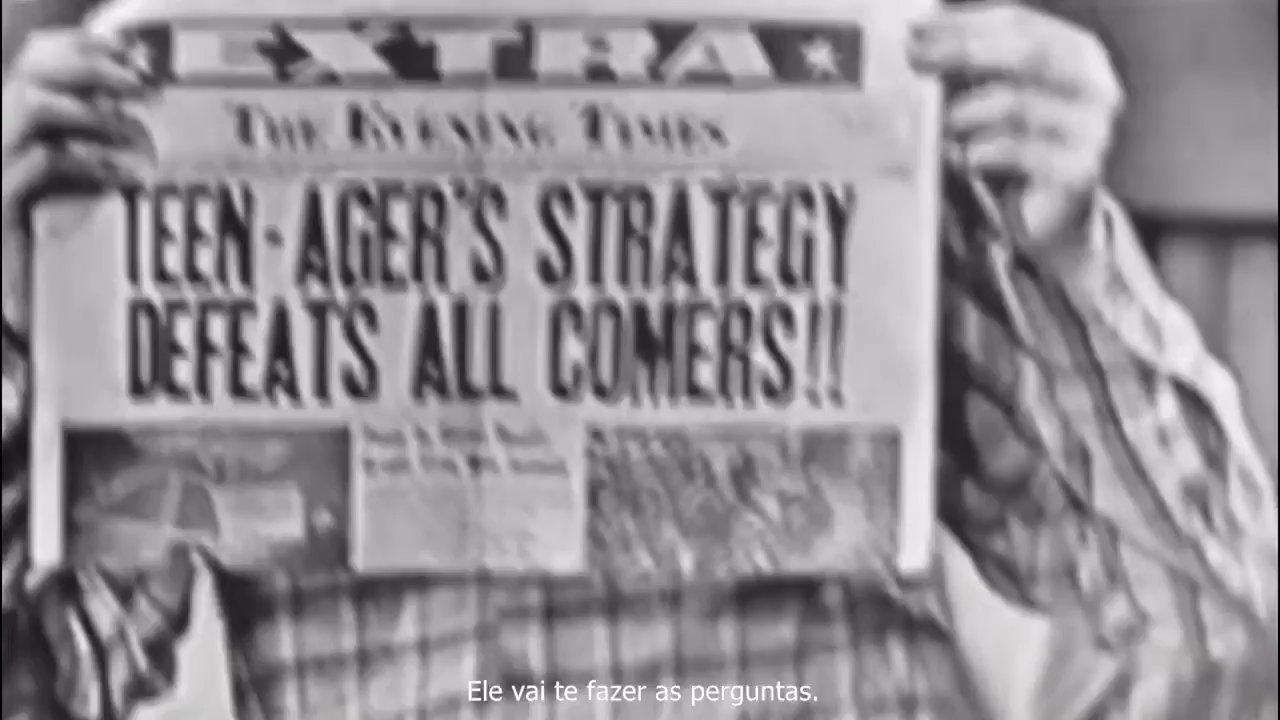 EXTRA
THE EVENING TIMES
TEEN-AGER'S STRATEGY
DEFEATS ALL COMERS!!
Ele vai te fazer as perguntas.